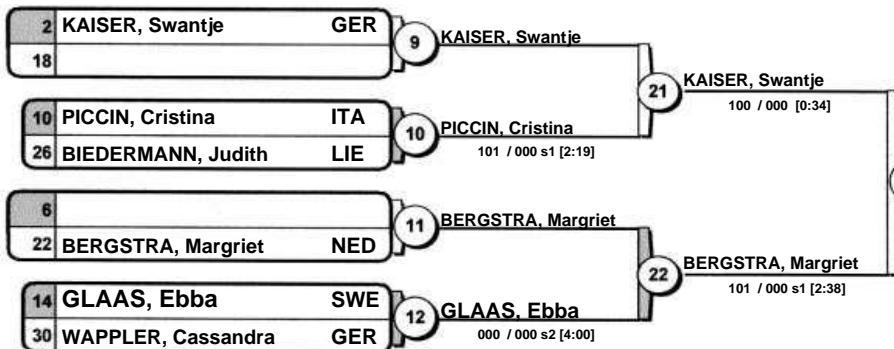 2 KAISER, Swantje GER
18
9 KAISER, Swantje
10 PICCIN, Cristina ITA
26 BIEDERMANN, Judith LIE
10 PICCIN, Cristina
101 / 000 s1 [2:19]
21 KAISER, Swantje
100 / 000 [0:34]
6
22 BERGSTRA, Margriet NED
11 BERGSTRA, Margriet
14 GLAAS, Ebba SWE
30 WAPPLER, Cassandra GER
12 GLAAS, Ebba
000 / 000 s2 [4:00]
22 BERGSTRA, Margriet
101 / 000 s1 [2:38]